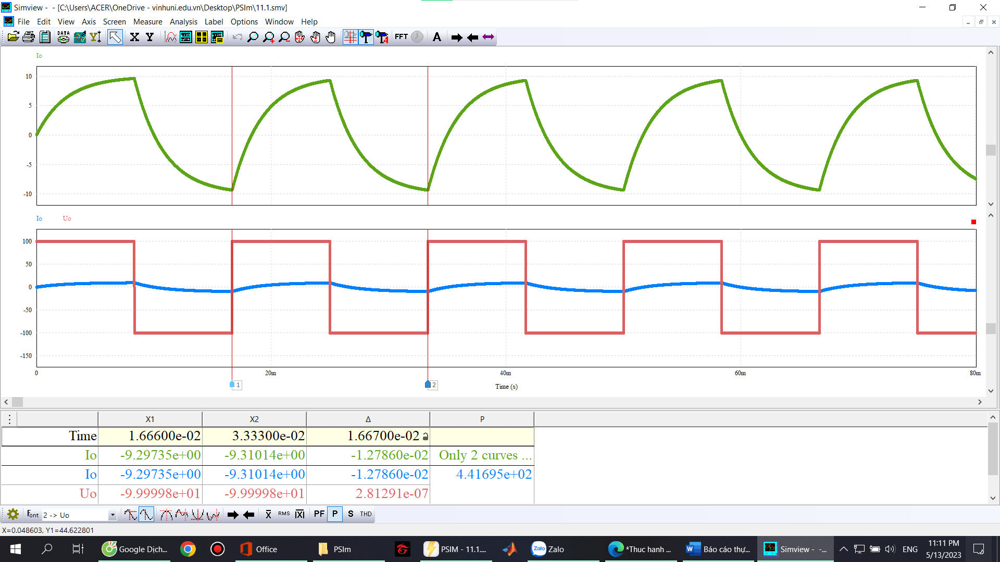 Simview - - [C:\Users\ACER\OneDrive - vinhuni.edu.vn\Desktop\PSIm\11.1.smv]
File Edit View Axis Screen Measure Analysis Label Options Window Help
DATA Y X Y FFT A
Io
10
5
0
-5
-10
Io Uo
100
50
0
-50
-100
-150
0 20m 40m 60m 80m
1 2
Time (s)
X1 X2 Δ P
Time 1.66600e-02 3.33300e-02 1.66700e-02
Io -9.29735e+00 -9.31014e+00 -1.27860e-02 Only 2 curves ...
Io -9.29735e+00 -9.31014e+00 -1.27860e-02 4.41695e+02
Uo -9.99998e+01 -9.99998e+01 2.81291e-07
Font 2 -> Uo x RMS |X| PF P S THD
X=0.048603, Y1=44.622801
Google Dich... Office PSIm PSIM - 11.1.... Zalo Zalo *Thuc hanh ... Báo cáo thự... Simview - -... ENG 11:11 PM
5/13/2023